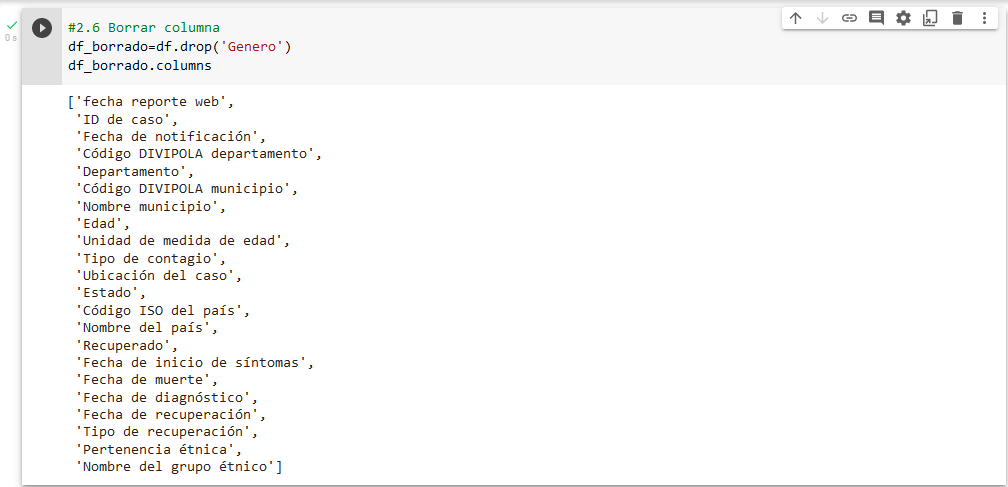 0 s
#2.6 Borrar columna
df_borrado=df.drop('Genero')
df_borrado.columns
['fecha reporte web',
'ID de caso',
'Fecha de notificación',
'Código DIVIPOLA departamento',
'Departamento',
'Código DIVIPOLA municipio',
'Nombre municipio',
'Edad',
'Unidad de medida de edad',
'Tipo de contagio',
'Ubicación del caso',
'Estado',
'Código ISO del país',
'Nombre del país',
'Recuperado',
'Fecha de inicio de síntomas',
'Fecha de muerte',
'Fecha de diagnóstico',
'Fecha de recuperación',
'Tipo de recuperación',
'Pertenencia étnica',
'Nombre del grupo étnico']